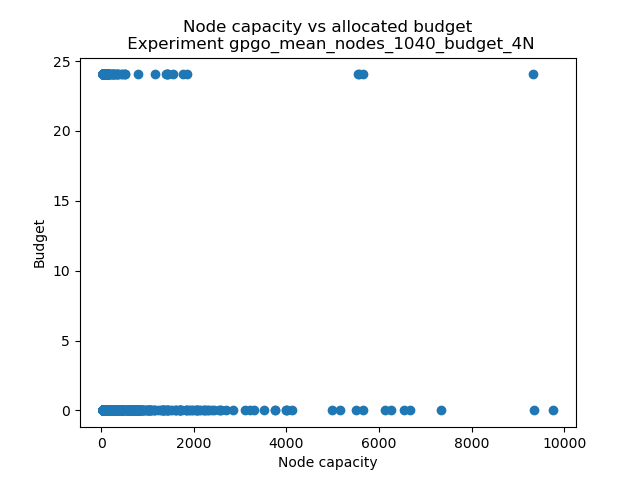 Node capacity vs allocated budget
Experiment gpgo_mean_nodes_1040_budget_4N
25
20
15
10
5
0
Budget
0 2000 4000 6000 8000 10000
Node capacity